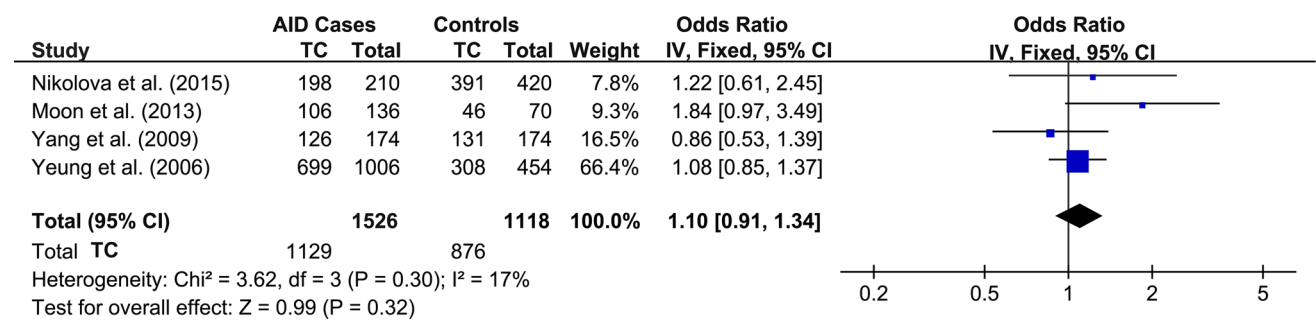 AID Cases Controls Odds Ratio Odds Ratio
Study TC Total TC Total Weight IV, Fixed, 95% CI IV, Fixed, 95% CI
Nikolova et al. (2015) 198 210 391 420 7.8% 1.22 [0.61, 2.45]
Moon et al. (2013) 106 136 46 70 9.3% 1.84 [0.97, 3.49]
Yang et al. (2009) 126 174 131 174 16.5% 0.86 [0.53, 1.39]
Yeung et al. (2006) 699 1006 308 454 66.4% 1.08 [0.85, 1.37]
Total (95% CI) 1526 1118 100.0% 1.10 [0.91, 1.34]
Total TC 1129 876
Heterogeneity: Chi² = 3.62, df = 3 (P = 0.30); I² = 17%
Test for overall effect: Z = 0.99 (P = 0.32)
0.2 0.5 1 2 5